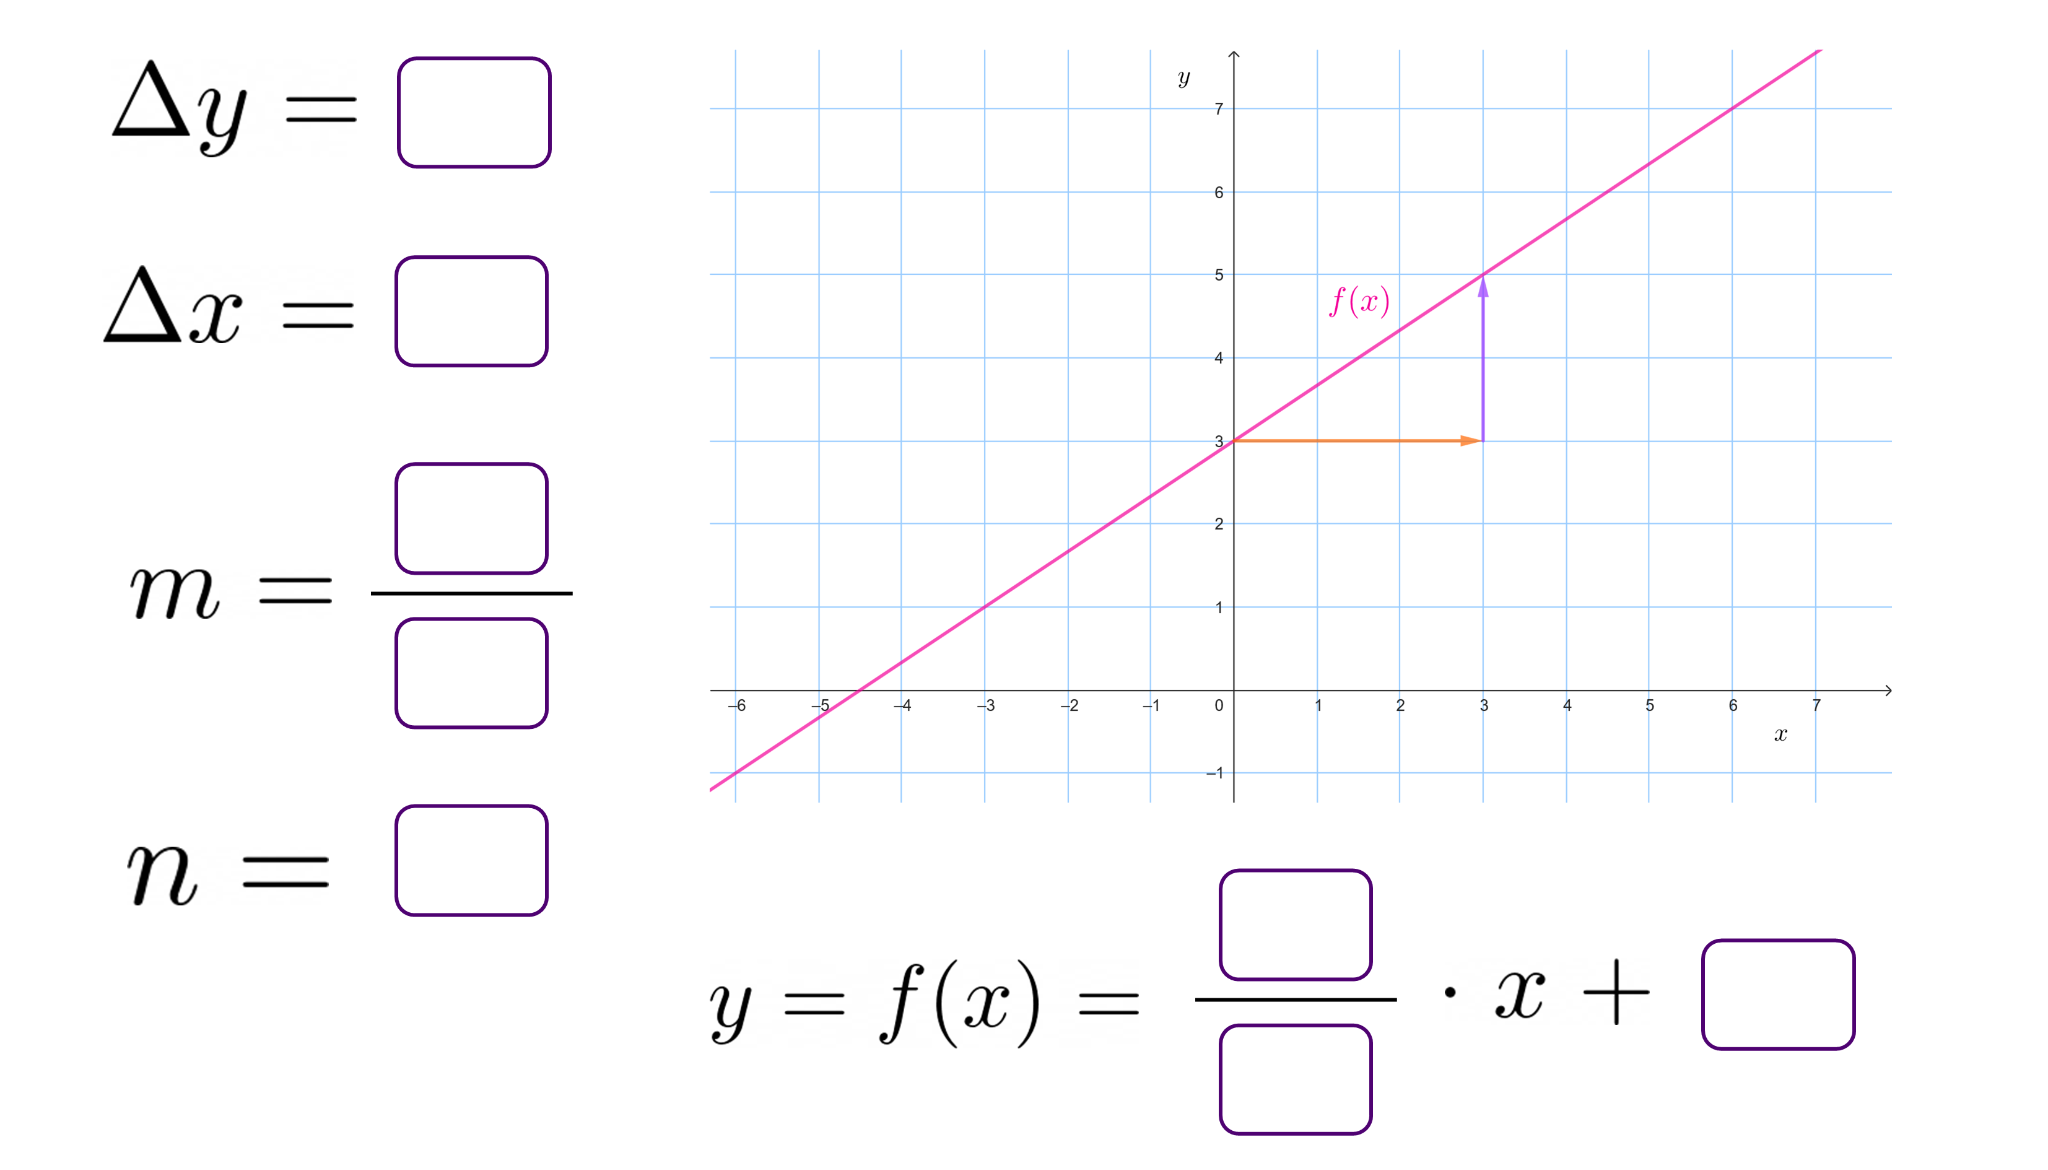 Δy =
Δx =
m =
n =
y
7
6
5
f(x)
4
3
2
1
–6 –5 –4 –3 –2 –1 0 1 2 3 4 5 6 7
x
–1
y = f(x) = · x +